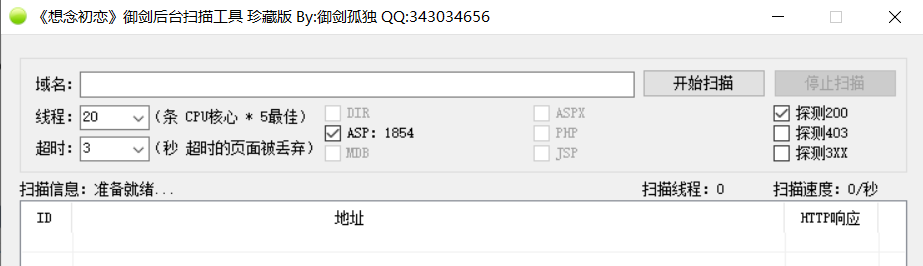 《想念初恋》御剑后台扫描工具 珍藏版 By:御剑孤独 QQ:343034656
域名: 开始扫描 停止扫描
线程: 20 (条 CPU核心 * 5最佳) DIR ASPX 探测200
ASP: 1854 PHP 探测403
超时: 3 (秒 超时的页面被丢弃) MDB JSP 探测3XX
扫描信息: 准备就绪... 扫描线程: 0 扫描速度: 0/秒
ID 地址 HTTP响应